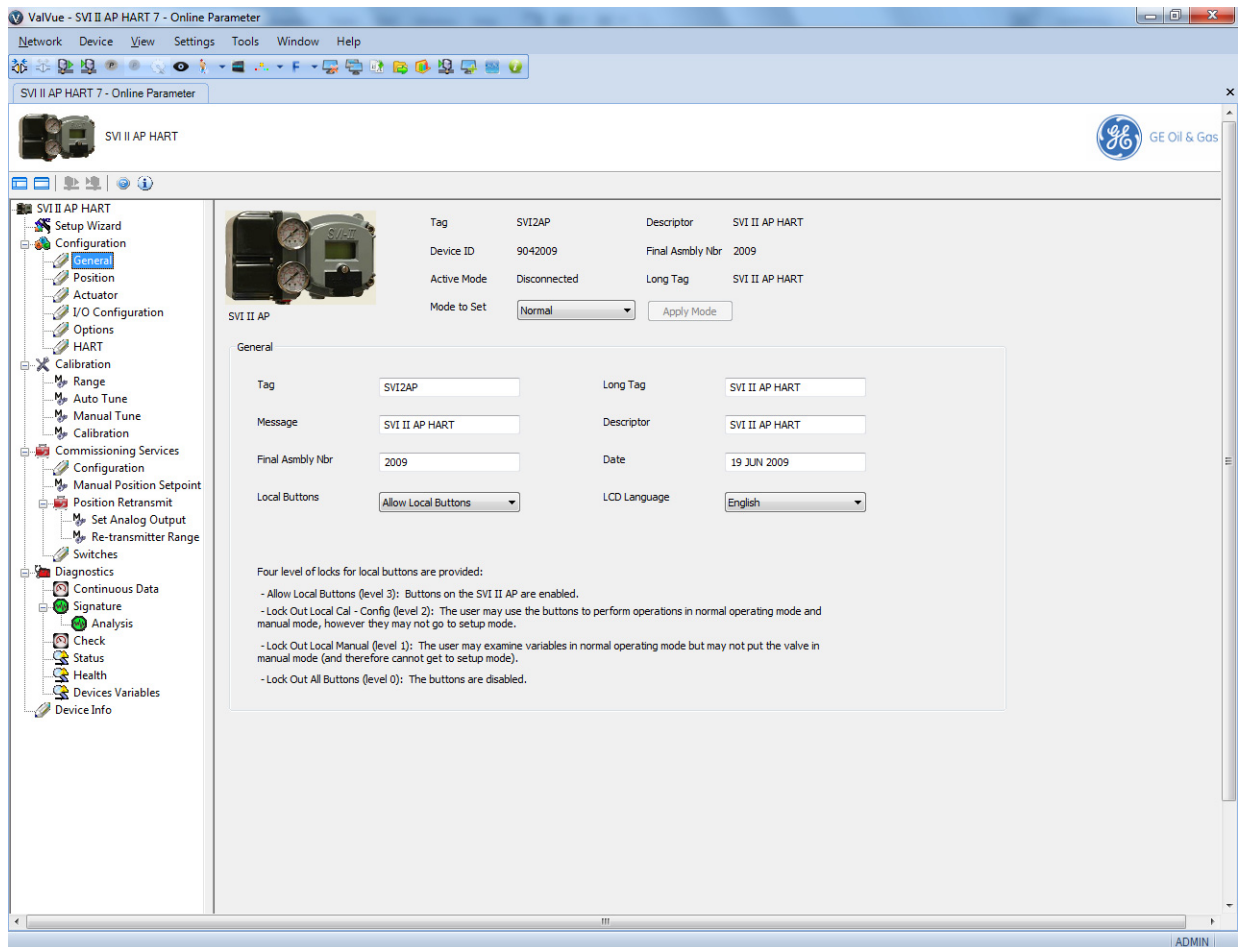 ValVue - SVI II AP HART 7 - Online Parameter
Network Device View Settings Tools Window Help
SVI II AP HART 7 - Online Parameter
SVI II AP HART
GE Oil & Gas
SVI II AP HART
Setup Wizard
Configuration
General
Position
Actuator
I/O Configuration
Options
HART
Calibration
Range
Auto Tune
Manual Tune
Calibration
Commissioning Services
Configuration
Manual Position Setpoint
Position Retransmit
Set Analog Output
Re-transmitter Range
Switches
Diagnostics
Continuous Data
Signature
Analysis
Check
Status
Health
Devices Variables
Device Info
SVI-II
SVI II AP
Tag SVI2AP Descriptor SVI II AP HART
Device ID 9042009 Final Asmbly Nbr 2009
Active Mode Disconnected Long Tag SVI II AP HART
Mode to Set Normal Apply Mode
General
Tag SVI2AP Long Tag SVI II AP HART
Message SVI II AP HART Descriptor SVI II AP HART
Final Asmbly Nbr 2009 Date 19 JUN 2009
Local Buttons Allow Local Buttons LCD Language English
Four level of locks for local buttons are provided:
- Allow Local Buttons (level 3): Buttons on the SVI II AP are enabled.
- Lock Out Local Cal - Config (level 2): The user may use the buttons to perform operations in normal operating mode and
manual mode, however they may not go to setup mode.
- Lock Out Local Manual (level 1): The user may examine variables in normal operating mode but may not put the valve in
manual mode (and therefore cannot get to setup mode).
- Lock Out All Buttons (level 0): The buttons are disabled.
ADMIN